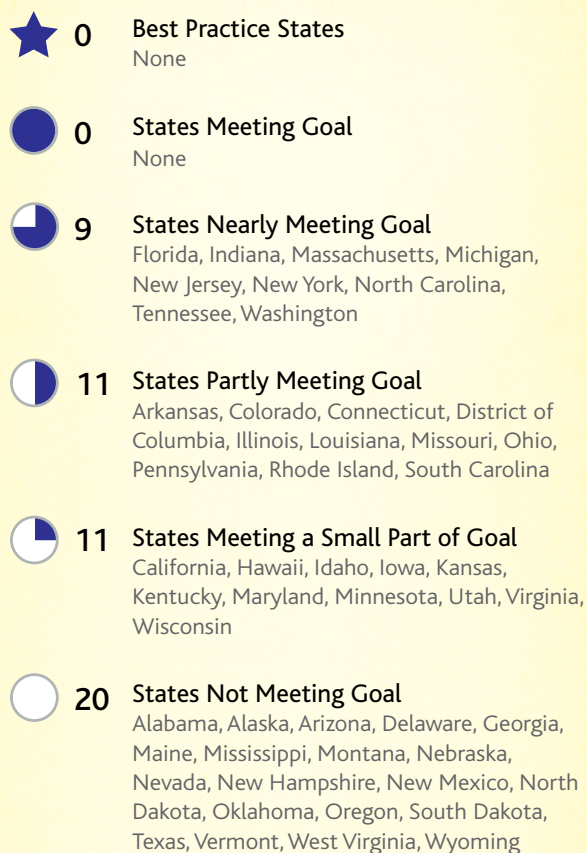 0 Best Practice States
None
0 States Meeting Goal
None
9 States Nearly Meeting Goal
Florida, Indiana, Massachusetts, Michigan,
New Jersey, New York, North Carolina,
Tennessee, Washington
11 States Partly Meeting Goal
Arkansas, Colorado, Connecticut, District of
Columbia, Illinois, Louisiana, Missouri, Ohio,
Pennsylvania, Rhode Island, South Carolina
11 States Meeting a Small Part of Goal
California, Hawaii, Idaho, Iowa, Kansas,
Kentucky, Maryland, Minnesota, Utah, Virginia,
Wisconsin
20 States Not Meeting Goal
Alabama, Alaska, Arizona, Delaware, Georgia,
Maine, Mississippi, Montana, Nebraska,
Nevada, New Hampshire, New Mexico, North
Dakota, Oklahoma, Oregon, South Dakota,
Texas, Vermont, West Virginia, Wyoming